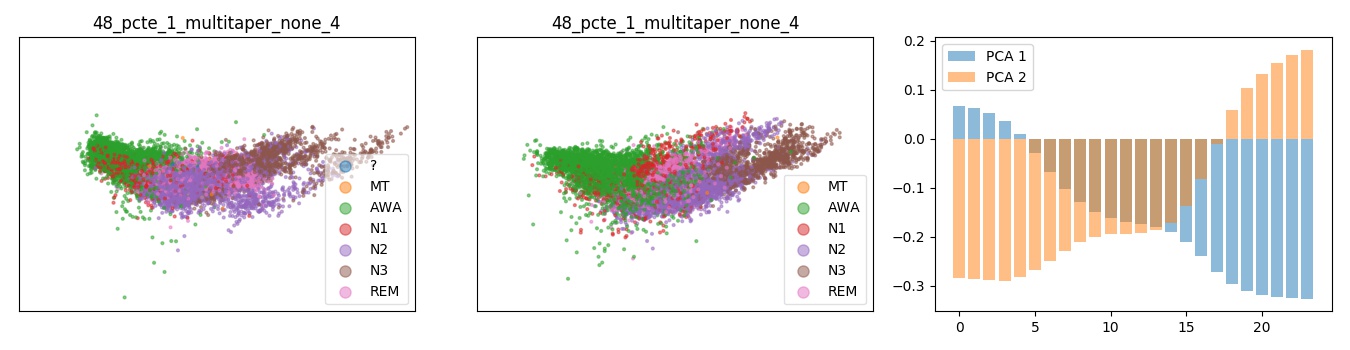 48_pcte_1_multitaper_none_4
?
MT
AWA
N1
N2
N3
REM
48_pcte_1_multitaper_none_4
MT
AWA
N1
N2
N3
REM
PCA 1
PCA 2
0.2
0.1
0.0
−0.1
−0.2
−0.3
0 5 10 15 20